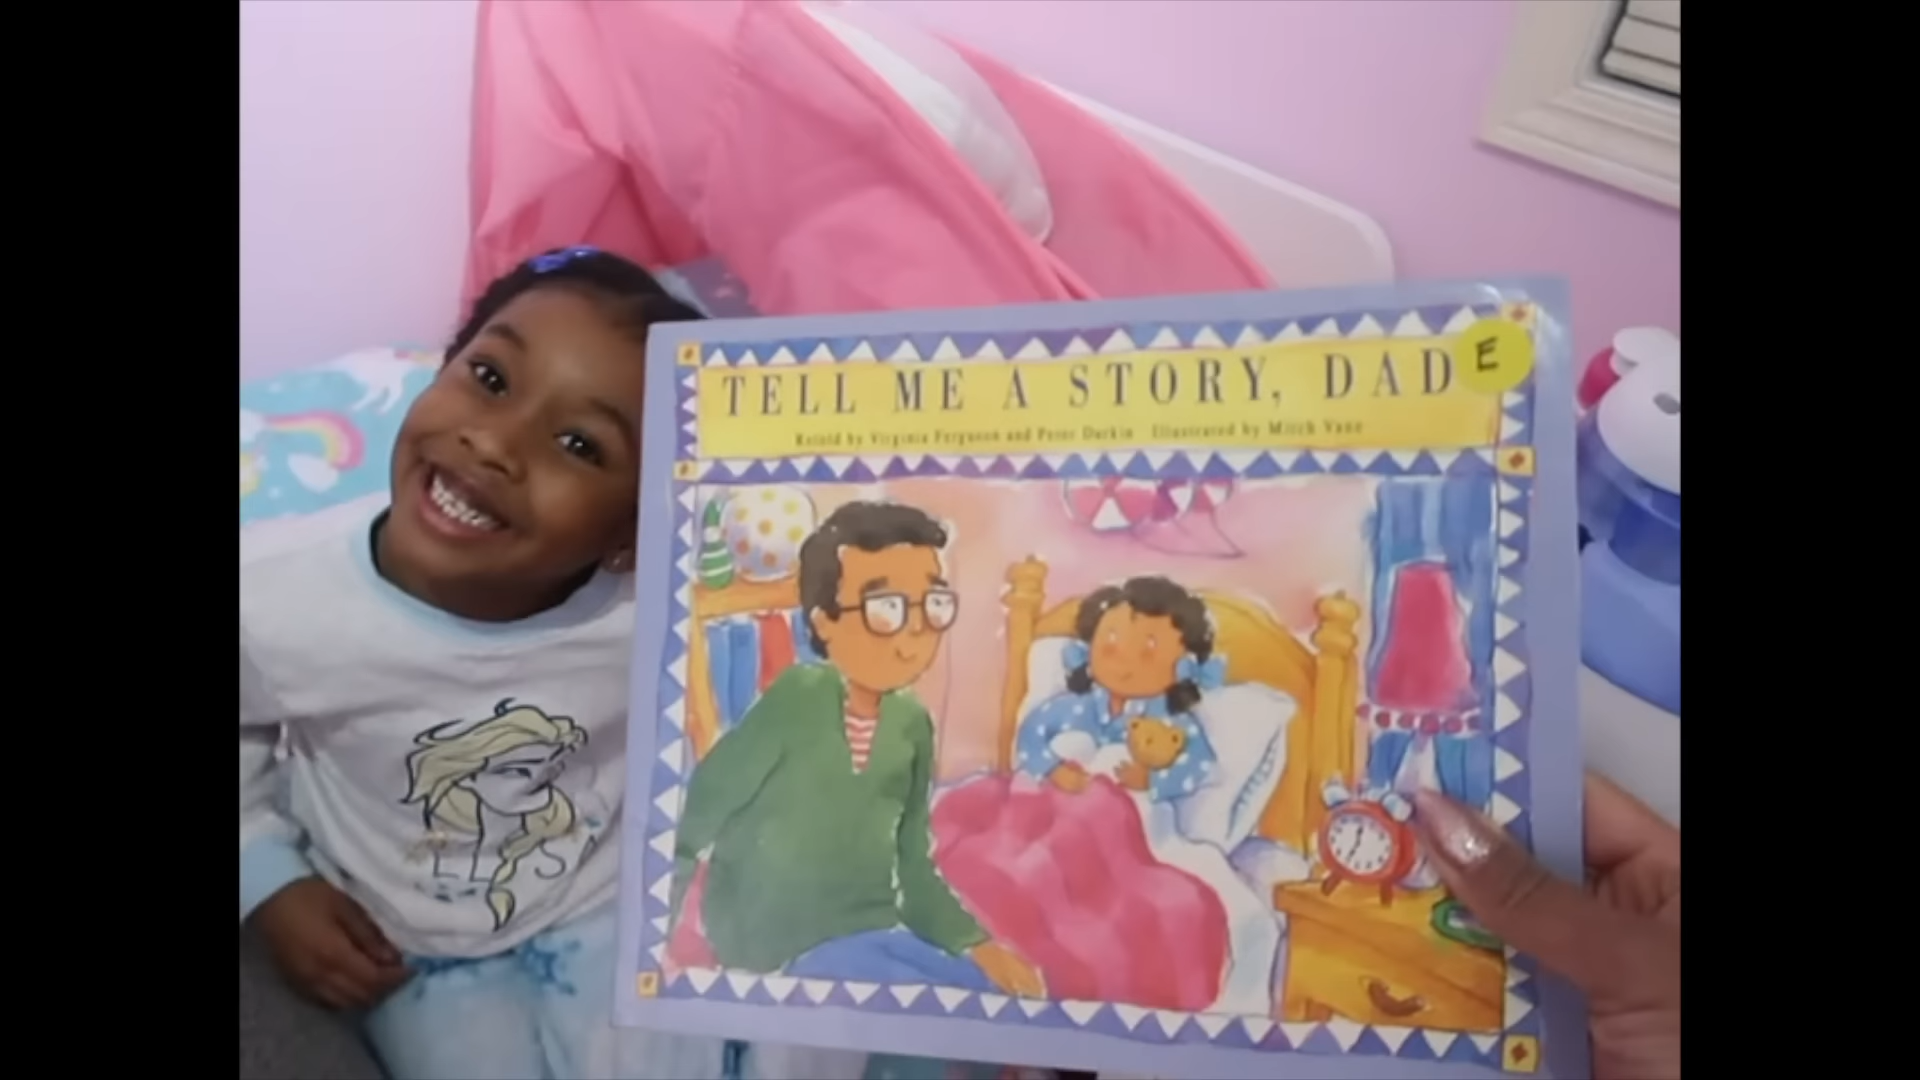 TELL ME A STORY, DAD
E
Retold by Virginia Ferguson and Peter Durkin Illustrated by Mitch Vane